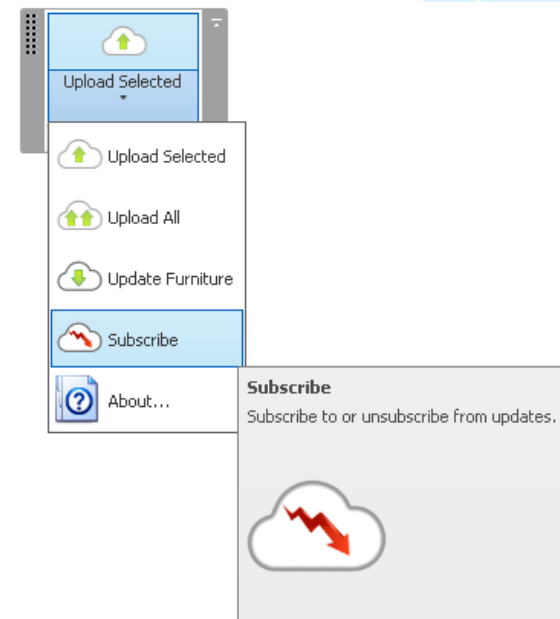 Upload Selected
Upload Selected
Upload All
Update Furniture
Subscribe
About...
Subscribe
Subscribe to or unsubscribe from updates.